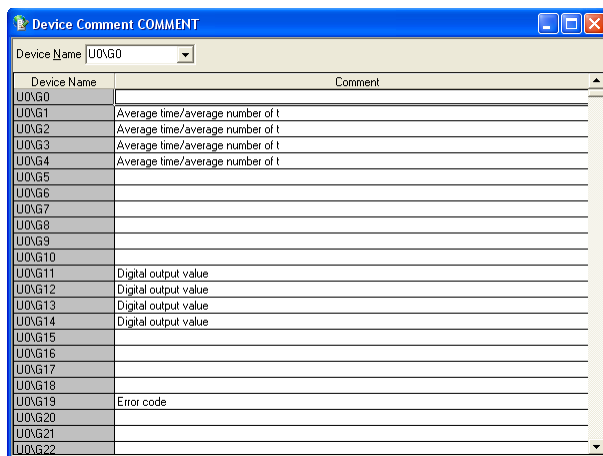 Device Comment COMMENT
Device Name U0\G0
Device Name Comment
U0\G0
U0\G1 Average time/average number of t
U0\G2 Average time/average number of t
U0\G3 Average time/average number of t
U0\G4 Average time/average number of t
U0\G5
U0\G6
U0\G7
U0\G8
U0\G9
U0\G10
U0\G11 Digital output value
U0\G12 Digital output value
U0\G13 Digital output value
U0\G14 Digital output value
U0\G15
U0\G16
U0\G17
U0\G18
U0\G19 Error code
U0\G20
U0\G21
U0\G22